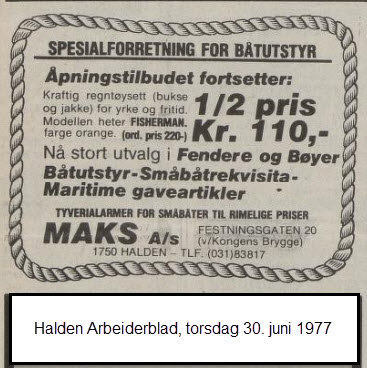 SPESIALFORRETNING FOR BÅTUTSTYR
Åpningstilbudet fortsetter:
Kraftig regntøysett (bukse
og jakke) for yrke og fritid.
Modellen heter FISHERMAN.
farge orange. (ord. pris 220-)
1/2 pris
Kr. 110,-
Nå stort utvalg i Fendere og Bøyer
Båtutstyr-Småbåtrekvisita-
Maritime gaveartikler
TYVERIALARMER FOR SMÅBÅTER TIL RIMELIGE PRISER
MAKS A/s
FESTNINGSGATEN 20
(v/Kongens Brygge)
1750 HALDEN - TLF. (031)83817
Halden Arbeiderblad, torsdag 30. juni 1977